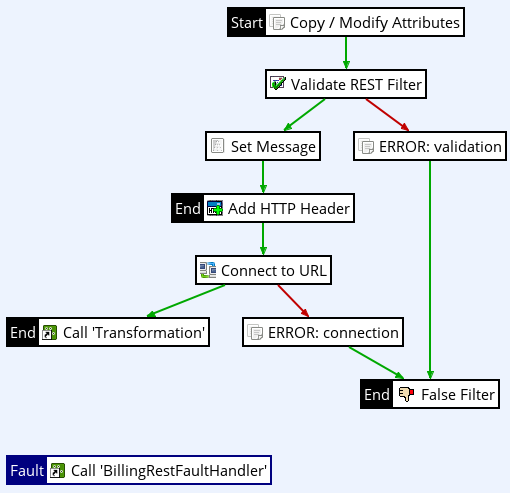 Start Copy / Modify Attributes
Validate REST Filter
Set Message
ERROR: validation
End Add HTTP Header
Connect to URL
End Call 'Transformation'
ERROR: connection
End False Filter
Fault Call 'BillingRestFaultHandler'